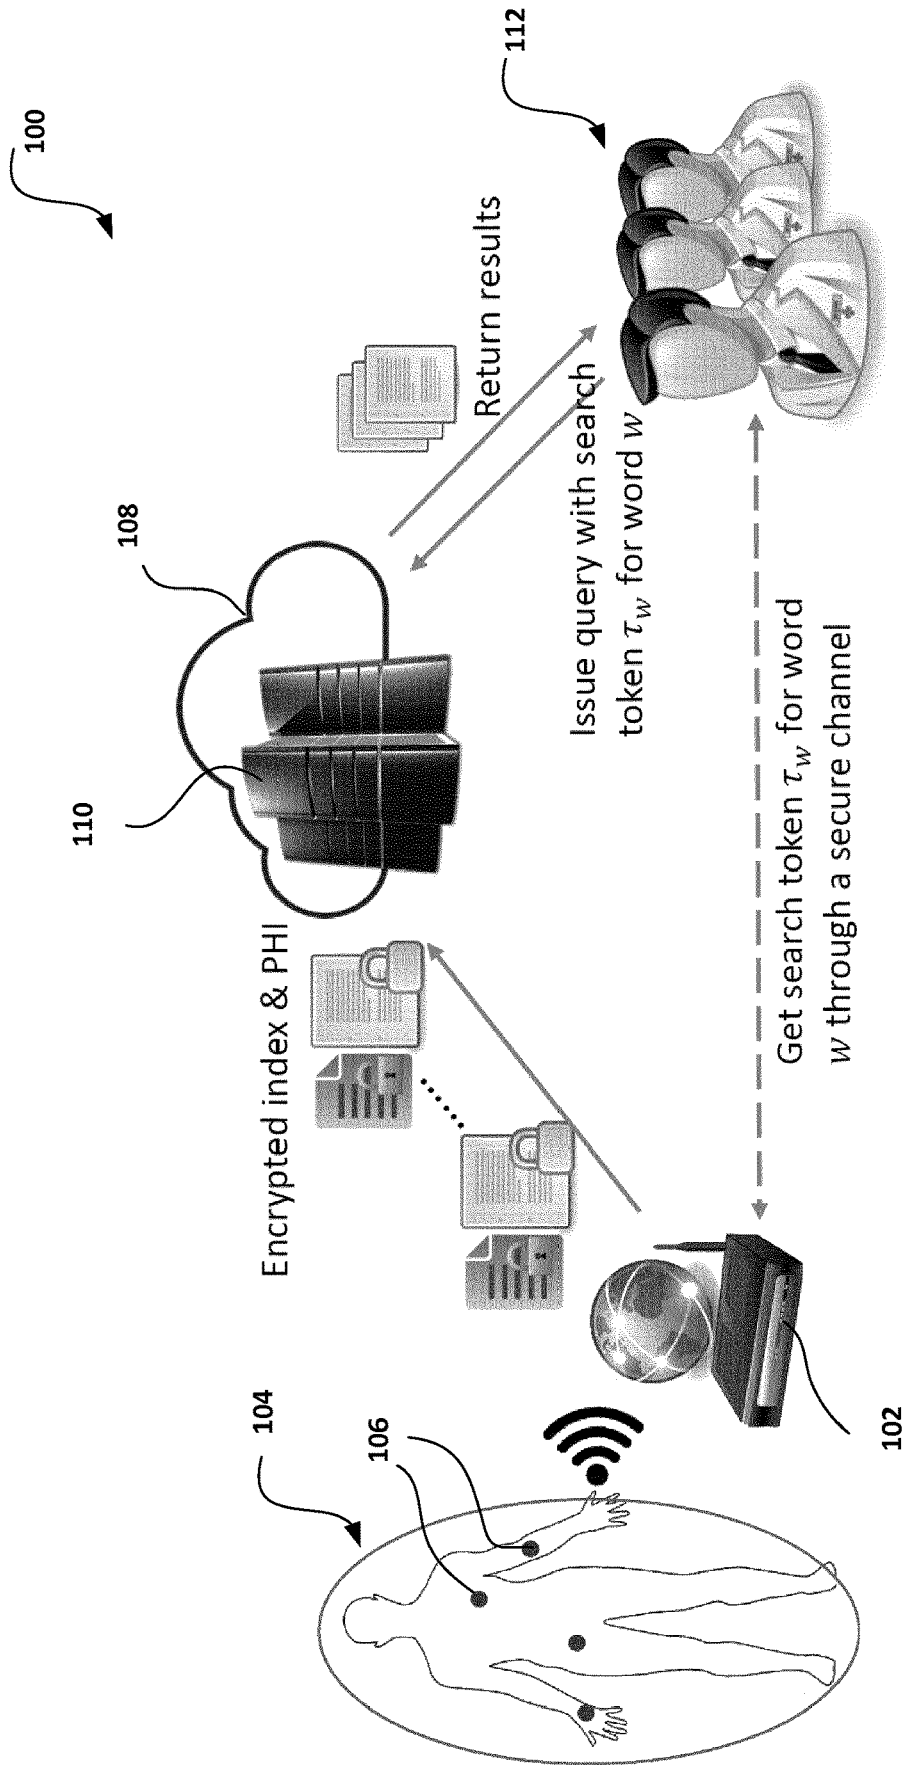 100
104
106
102
Encrypted index & PHI
110
108
Return results
112
Issue query with search
token τ_w for word w
Get search token τ_w for word
w through a secure channel